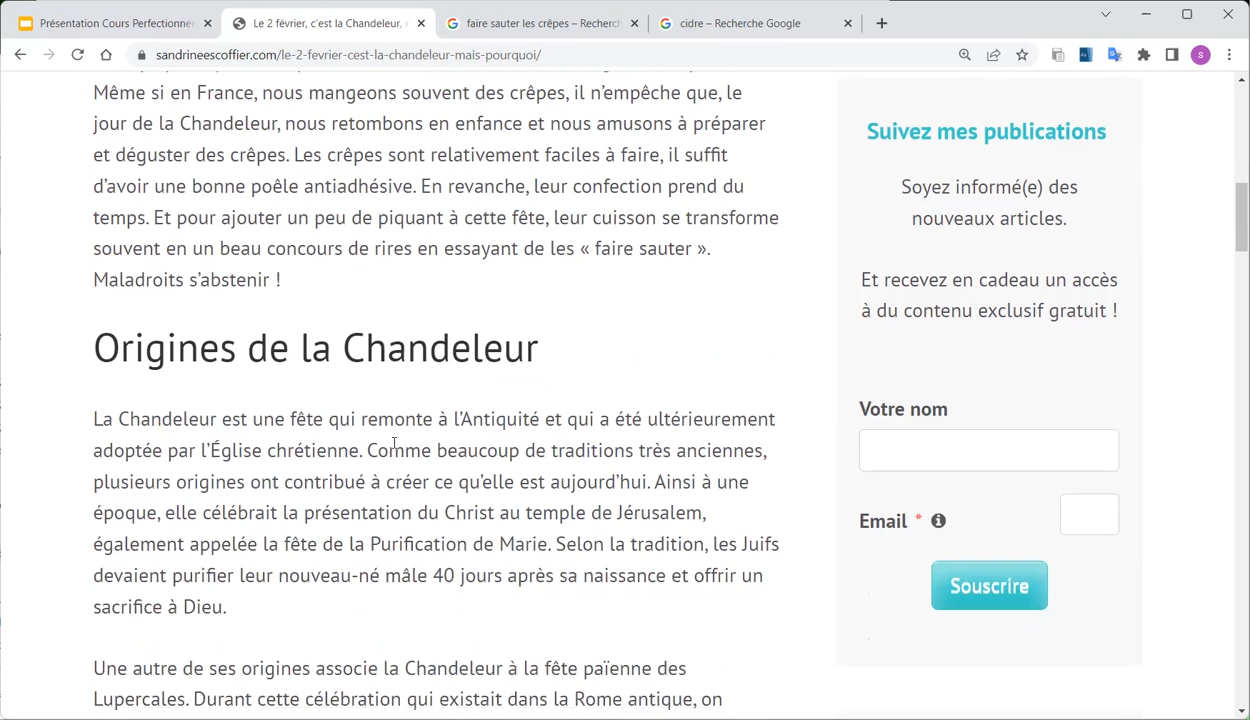 Présentation Cours Perfectionner
Le 2 février, c'est la Chandeleur,
faire sauter les crêpes – Recherch
cidre – Recherche Google
sandrineescoffier.com/le-2-fevrier-cest-la-chandeleur-mais-pourquoi/
Même si en France, nous mangeons souvent des crêpes, il n'empêche que, le
jour de la Chandeleur, nous retombons en enfance et nous amusons à préparer
et déguster des crêpes. Les crêpes sont relativement faciles à faire, il suffit
d'avoir une bonne poêle antiadhésive. En revanche, leur confection prend du
temps. Et pour ajouter un peu de piquant à cette fête, leur cuisson se transforme
souvent en un beau concours de rires en essayant de les « faire sauter ».
Maladroits s'abstenir !
Origines de la Chandeleur
La Chandeleur est une fête qui remonte à l'Antiquité et qui a été ultérieurement
adoptée par l'Église chrétienne. Comme beaucoup de traditions très anciennes,
plusieurs origines ont contribué à créer ce qu'elle est aujourd'hui. Ainsi à une
époque, elle célébrait la présentation du Christ au temple de Jérusalem,
également appelée la fête de la Purification de Marie. Selon la tradition, les Juifs
devaient purifier leur nouveau-né mâle 40 jours après sa naissance et offrir un
sacrifice à Dieu.
Une autre de ses origines associe la Chandeleur à la fête païenne des
Lupercales. Durant cette célébration qui existait dans la Rome antique, on
Suivez mes publications
Soyez informé(e) des
nouveaux articles.
Et recevez en cadeau un accès
à du contenu exclusif gratuit !
Votre nom
Email *
Souscrire